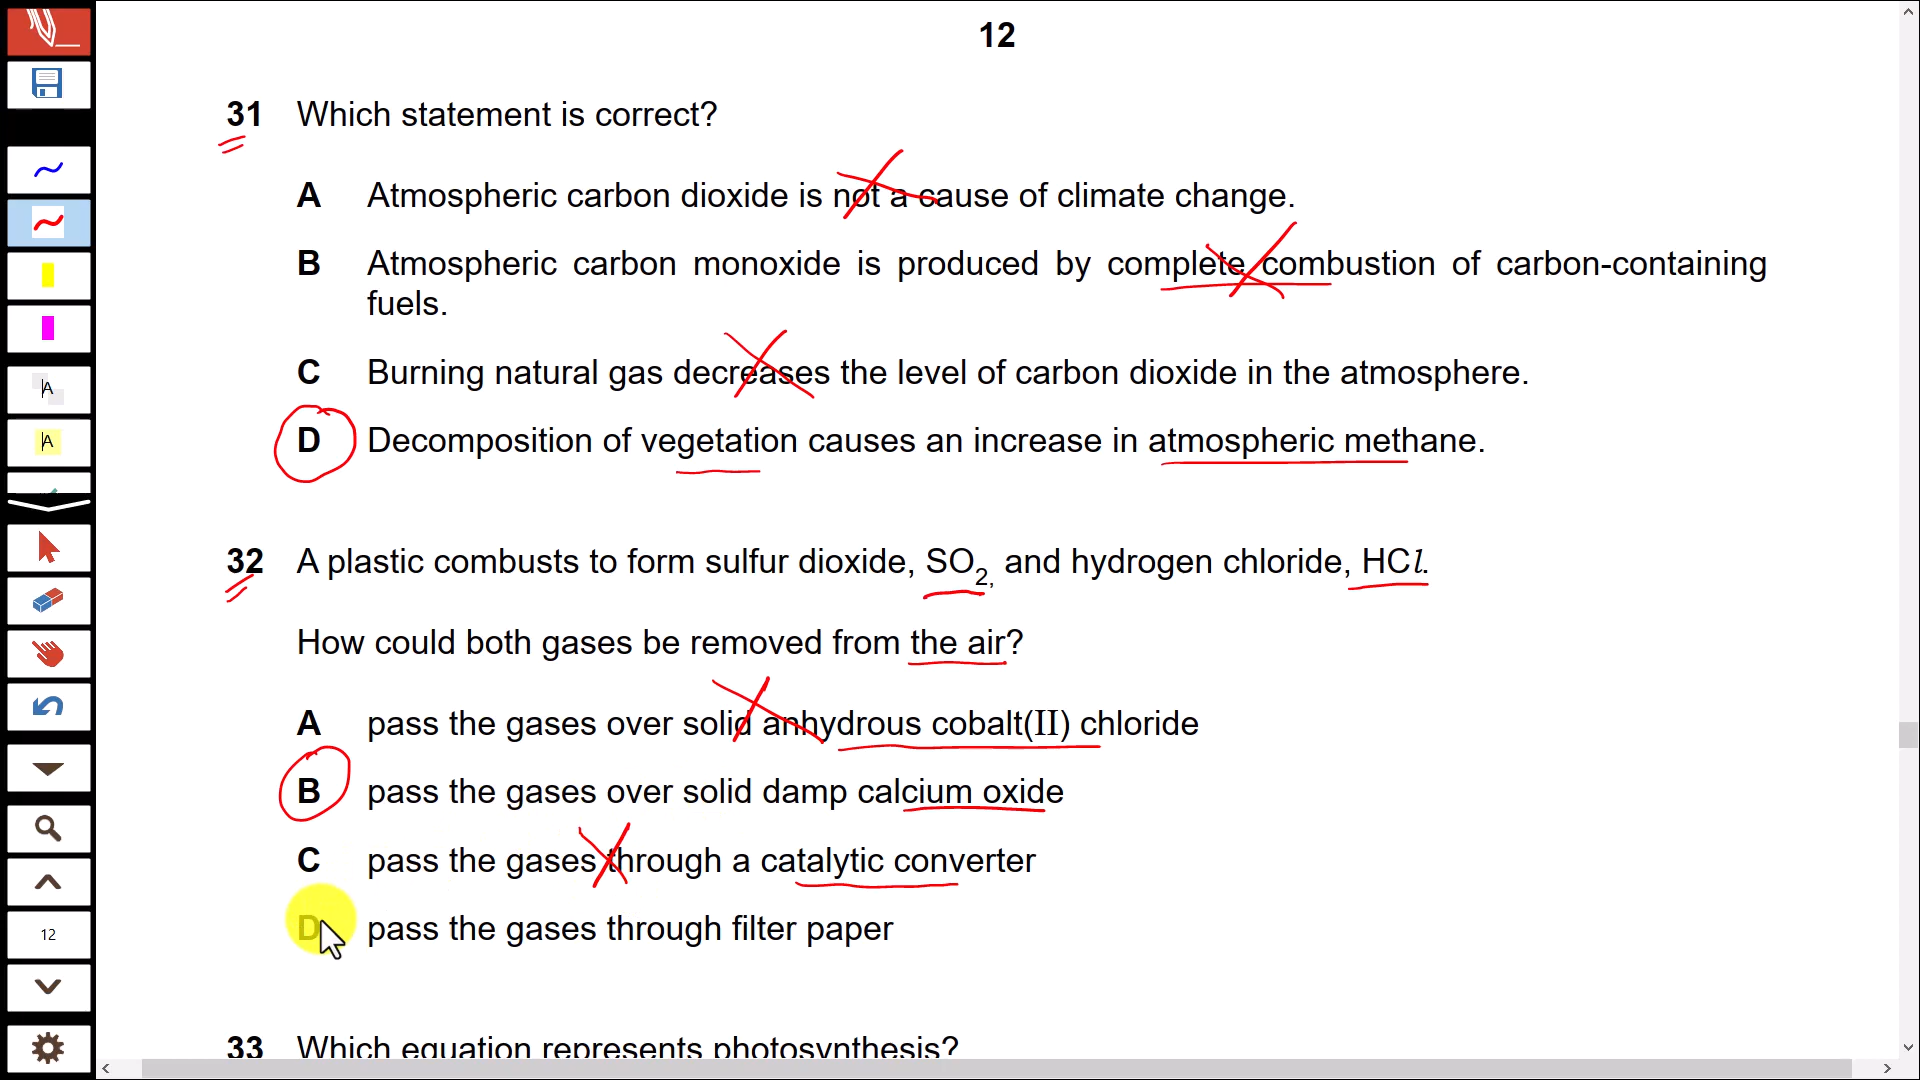 12
31 Which statement is correct?
A Atmospheric carbon dioxide is not a cause of climate change.
B Atmospheric carbon monoxide is produced by complete combustion of carbon-containing
fuels.
C Burning natural gas decreases the level of carbon dioxide in the atmosphere.
D Decomposition of vegetation causes an increase in atmospheric methane.
32 A plastic combusts to form sulfur dioxide, SO2, and hydrogen chloride, HCl.
How could both gases be removed from the air?
A pass the gases over solid anhydrous cobalt(II) chloride
B pass the gases over solid damp calcium oxide
C pass the gases through a catalytic converter
D pass the gases through filter paper
33 Which equation represents photosynthesis?
A
A
12